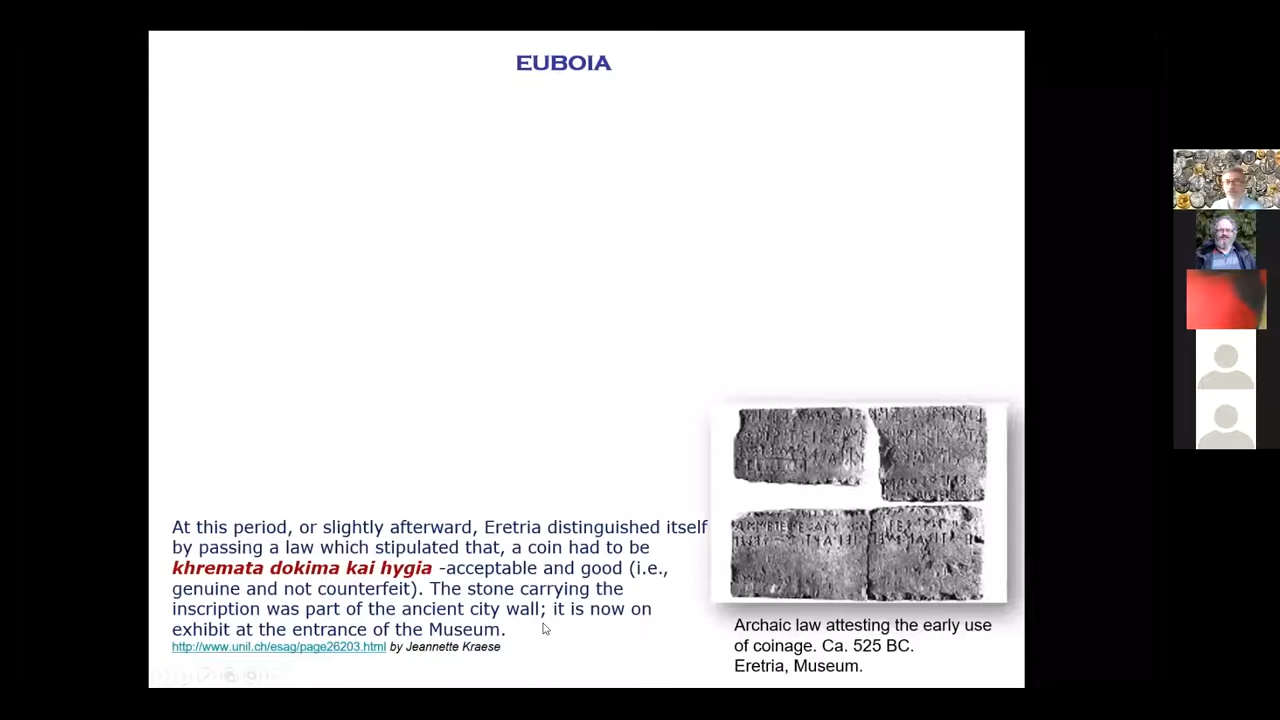 EUBOIA
At this period, or slightly afterward, Eretria distinguished itself
by passing a law which stipulated that, a coin had to be
khremata dokima kai hygia -acceptable and good (i.e.,
genuine and not counterfeit). The stone carrying the
inscription was part of the ancient city wall; it is now on
exhibit at the entrance of the Museum.
http://www.unil.ch/esag/page26203.html by Jeannette Kraese
Archaic law attesting the early use
of coinage. Ca. 525 BC.
Eretria, Museum.